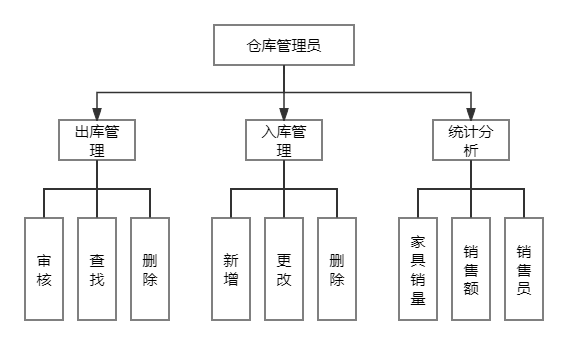 仓库管理员
出库管
理
入库管
理
统计分
析
审
核
查
找
删
除
新
增
更
改
删
除
家
具
销
量
销
售
额
销
售
员